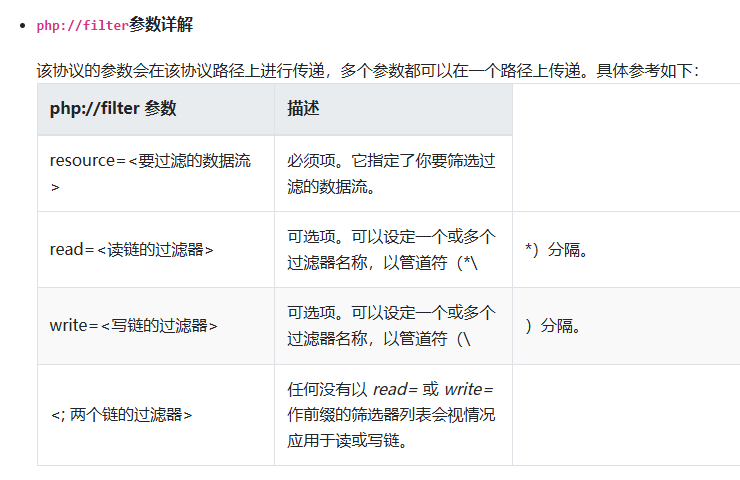 php://filter参数详解
该协议的参数会在该协议路径上进行传递，多个参数都可以在一个路径上传递。具体参考如下：
php://filter 参数 描述
resource=<要过滤的数据流
>
必须项。它指定了你要筛选过
滤的数据流。
read=<读链的过滤器>
可选项。可以设定一个或多个
过滤器名称，以管道符（*\
*）分隔。
write=<写链的过滤器>
可选项。可以设定一个或多个
过滤器名称，以管道符（\
）分隔。
<; 两个链的过滤器>
任何没有以 read= 或 write=
作前缀的筛选器列表会视情况
应用于读或写链。